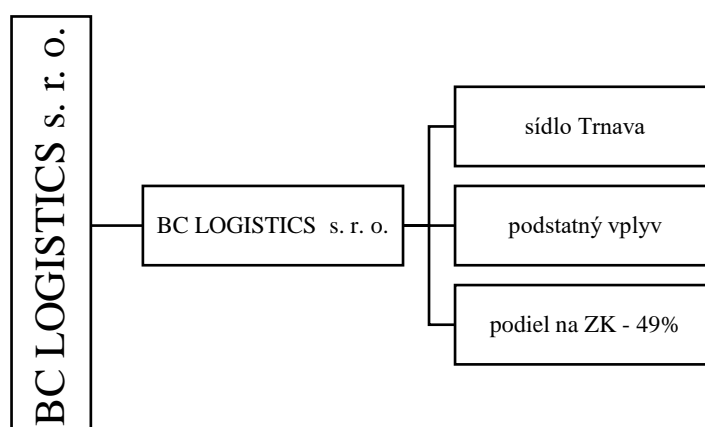 BC LOGISTICS s. r. o.
BC LOGISTICS  s. r. o.
sídlo Trnava
podstatný vplyv
podiel na ZK - 49%